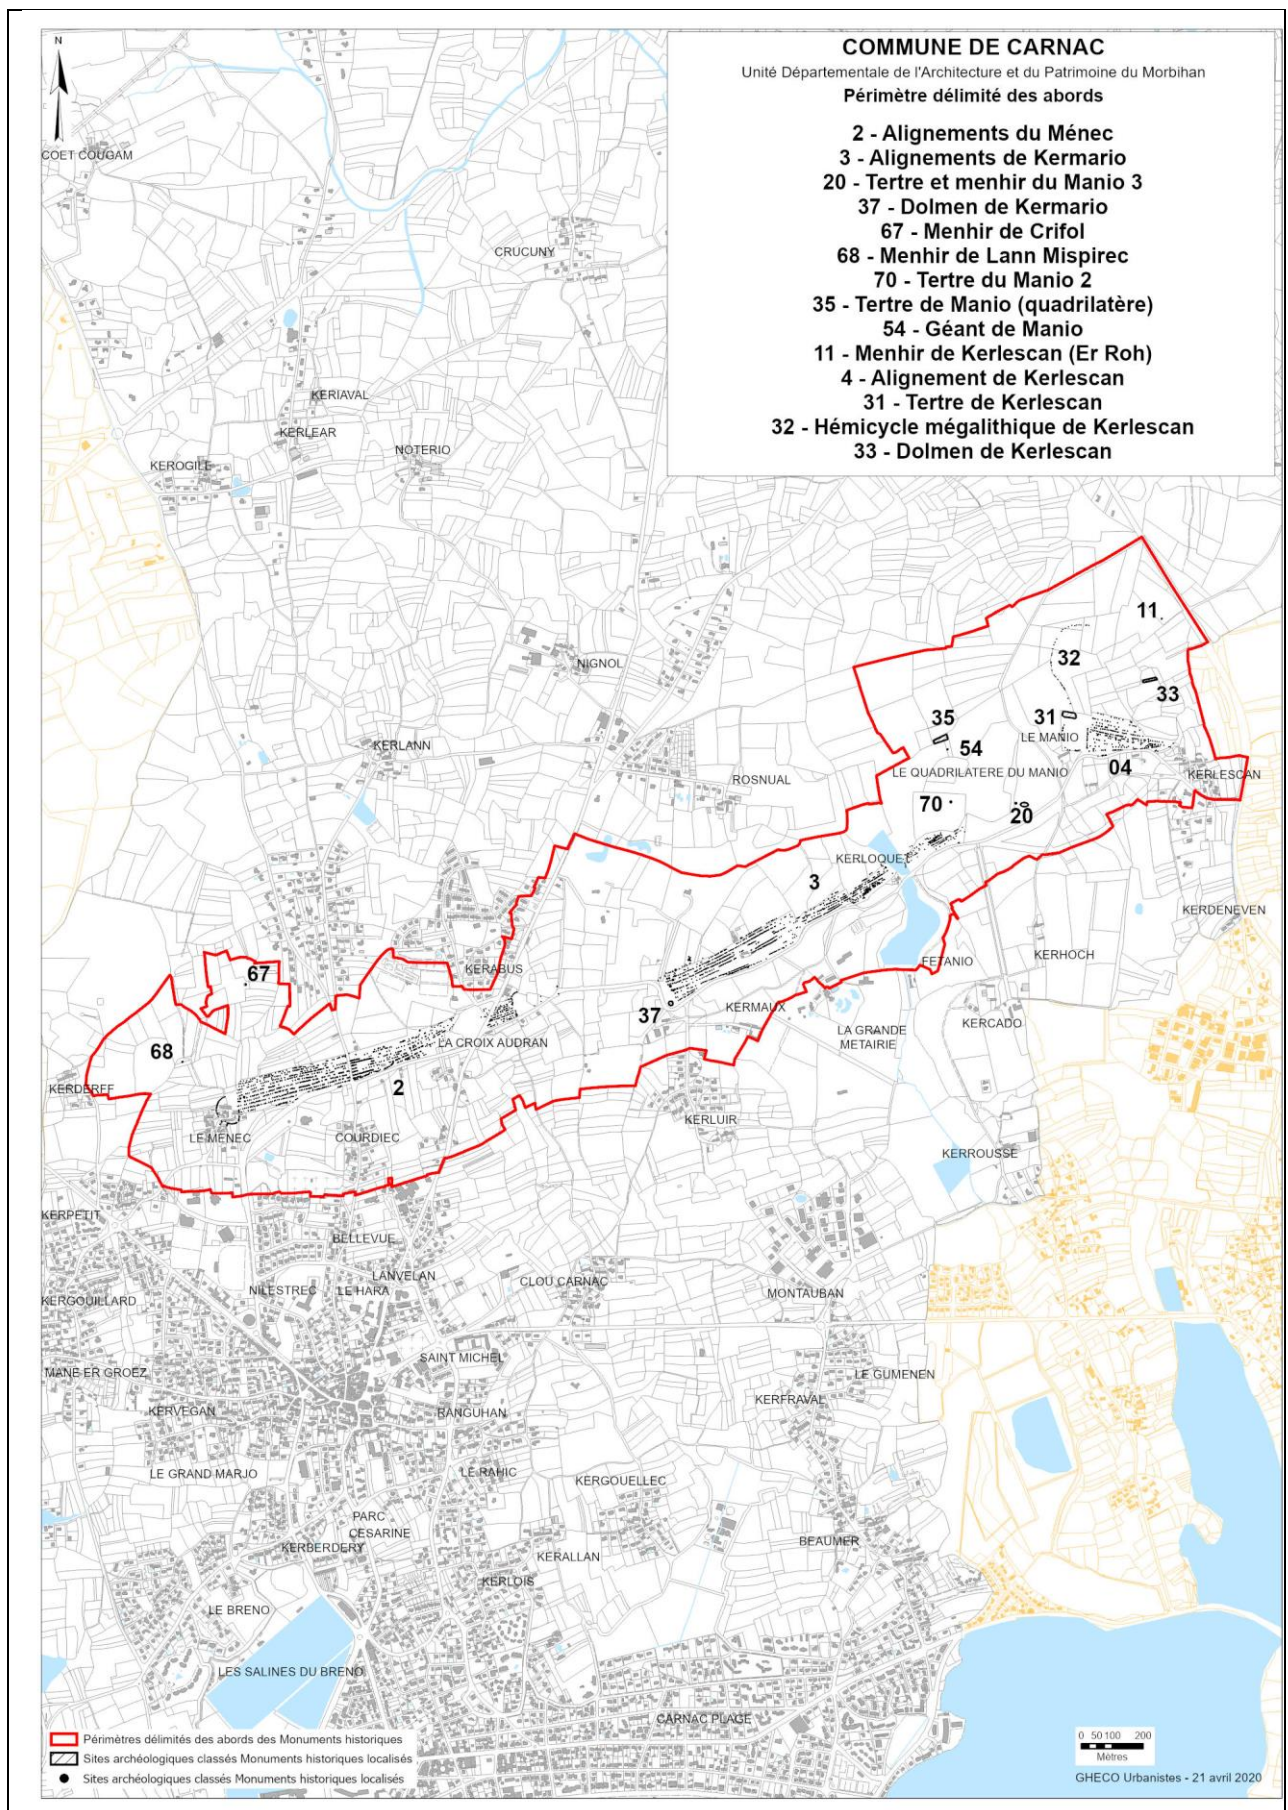 N
COMMUNE DE CARNAC
Unité Départementale de l'Architecture et du Patrimoine du Morbihan
Périmètre délimité des abords
2 - Alignements du Ménec
3 - Alignements de Kermario
20 - Tertre et menhir du Manio 3
37 - Dolmen de Kermario
67 - Menhir de Crifol
68 - Menhir de Lann Mispirec
70 - Tertre du Manio 2
35 - Tertre de Manio (quadrilatère)
54 - Géant de Manio
11 - Menhir de Kerlescan (Er Roh)
4 - Alignement de Kerlescan
31 - Tertre de Kerlescan
32 - Hémicycle mégalithique de Kerlescan
33 - Dolmen de Kerlescan
COET COUGAM
CRUCUNY
KERIAVAL
KERLEAR
NOTERIO
KEROGILE
11
32
NIGNOL
33
35
31
LE MANIO
KERLANN
54
04
LE QUADRILATERE DU MANIO
KERLESCAN
ROSNUAL
70
20
KERLOQUET
3
KERDENEVEN
KERHOCH
FETANIO
67
KERABUS
37
KERMAUX
LA GRANDE
METAIRIE
KERCADO
LA CROIX AUDRAN
68
2
KERDERFF
KERLUIR
LE MENEC
COURDIEC
KERROUSSE
KERPETIT
BELLEVUE
LANVELAN
CLOU CARNAC
NILESTREC
LE HARA
MONTAUBAN
KERGOUILLARD
SAINT MICHEL
MANE ER GROEZ
LE GUMENEN
KERFRAVAL
KERVEGAN
RANGUHAN
LE GRAND MARJO
LE RAHIC
KERGOUELLEC
PARC
CESARINE
KERBERDERY
BEAUMER
KERALLAN
KERLOIS
LE BRENO
LES SALINES DU BRENO
CARNAC PLAGE
Périmètres délimités des abords des Monuments historiques
Sites archéologiques classés Monuments historiques localisés
Sites archéologiques classés Monuments historiques localisés
0 50 100 200
Mètres
GHECO Urbanistes - 21 avril 2020